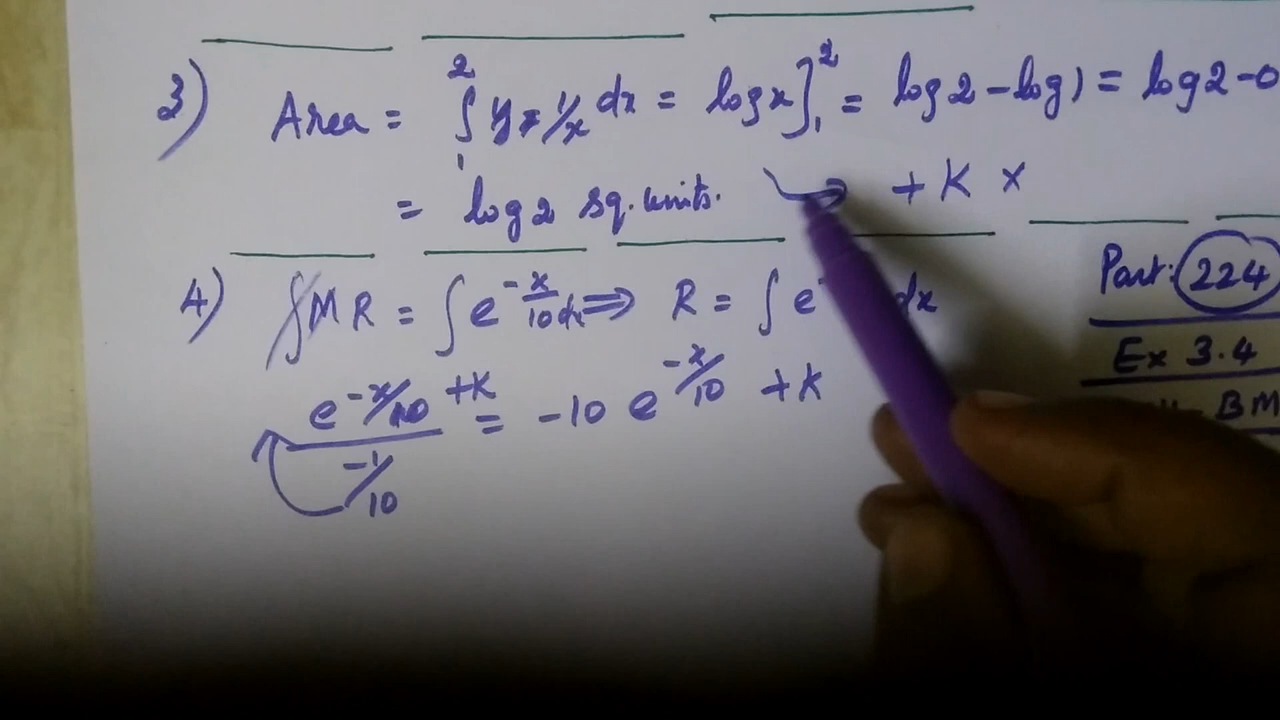 3) Area = ∫₁² y = 1/x dx = log x]₁² = log 2 - log 1 = log 2 - 0
= log 2 sq. units. → + K ×
4) ∫MR = ∫ e^(-x/10) dx ⇒ R = ∫ e^- dx
e^(-x/10) / (-1/10) + K = -10 e^(-x/10) + K
Part: 224
Ex 3.4
BM